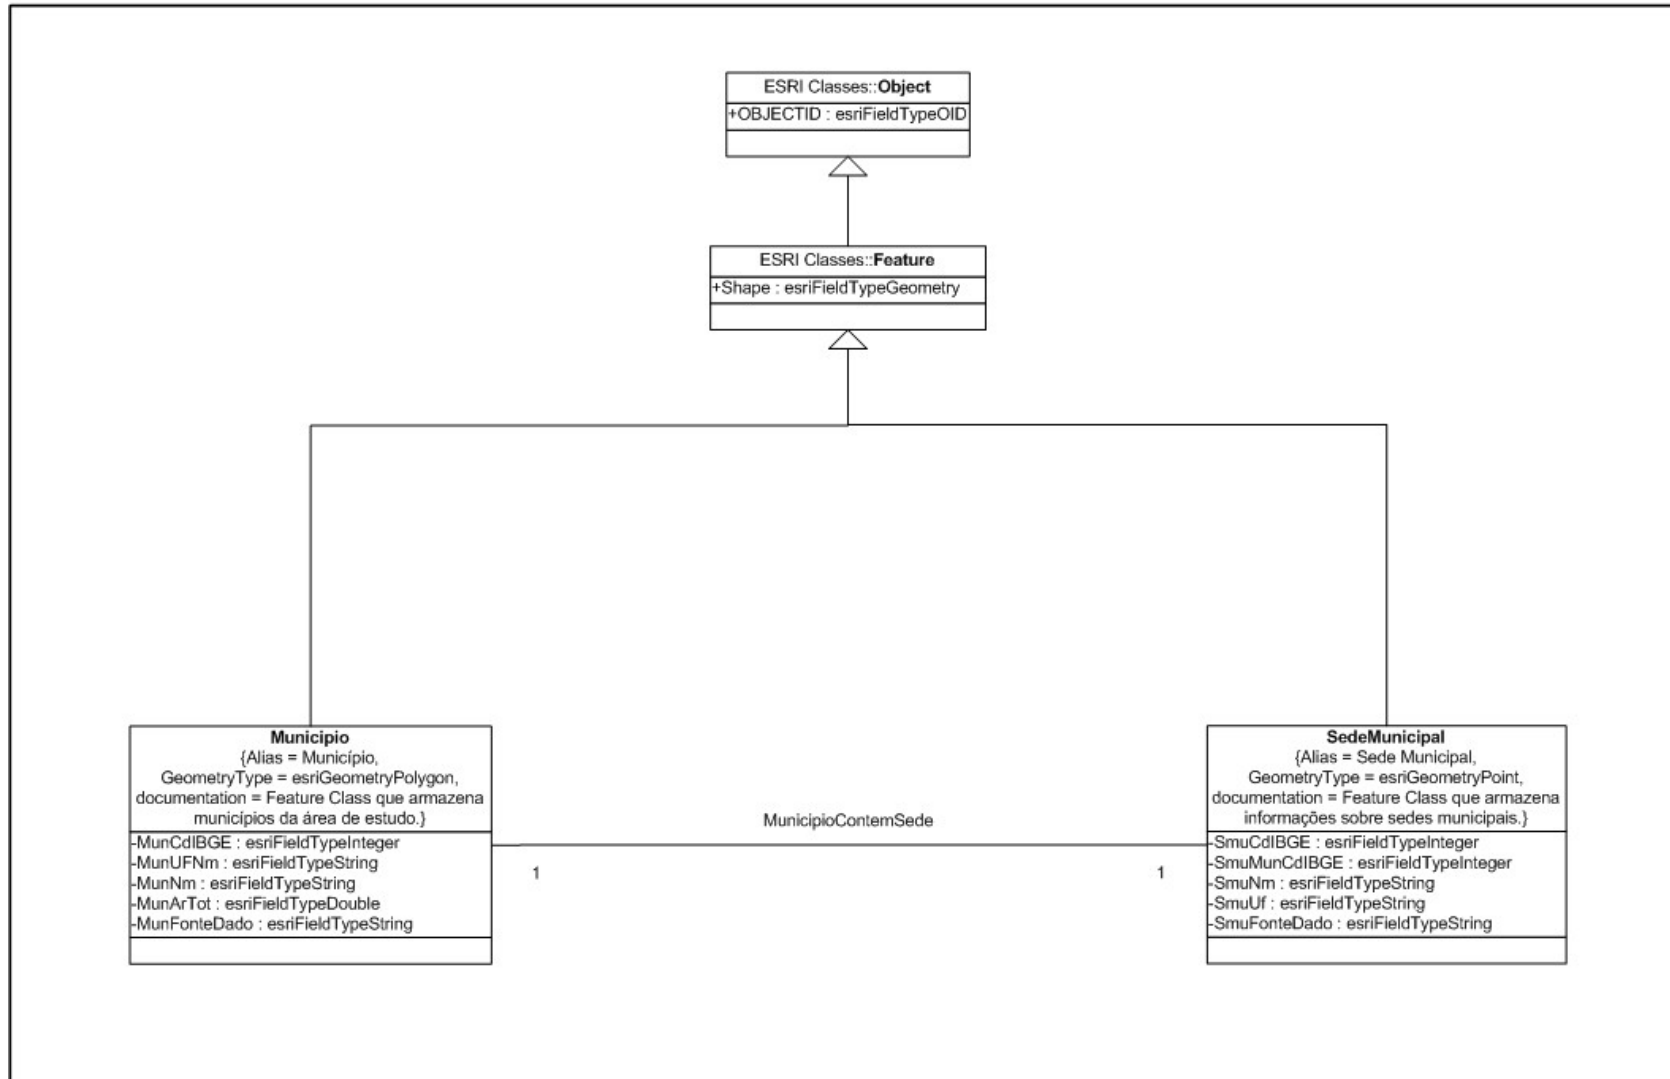 ESRI Classes::Object
+OBJECTID : esriFieldTypeOID
ESRI Classes::Feature
+Shape : esriFieldTypeGeometry
Municipio
{Alias = Município,
GeometryType = esriGeometryPolygon,
documentation = Feature Class que armazena
municípios da área de estudo.}
-MunCdIBGE : esriFieldTypeInteger
-MunUFNm : esriFieldTypeString
-MunNm : esriFieldTypeString
-MunArTot : esriFieldTypeDouble
-MunFonteDado : esriFieldTypeString
MunicipioContemSede
1
1
SedeMunicipal
{Alias = Sede Municipal,
GeometryType = esriGeometryPoint,
documentation = Feature Class que armazena
informações sobre sedes municipais.}
-SmuCdIBGE : esriFieldTypeInteger
-SmuMunCdIBGE : esriFieldTypeInteger
-SmuNm : esriFieldTypeString
-SmuUf : esriFieldTypeString
-SmuFonteDado : esriFieldTypeString